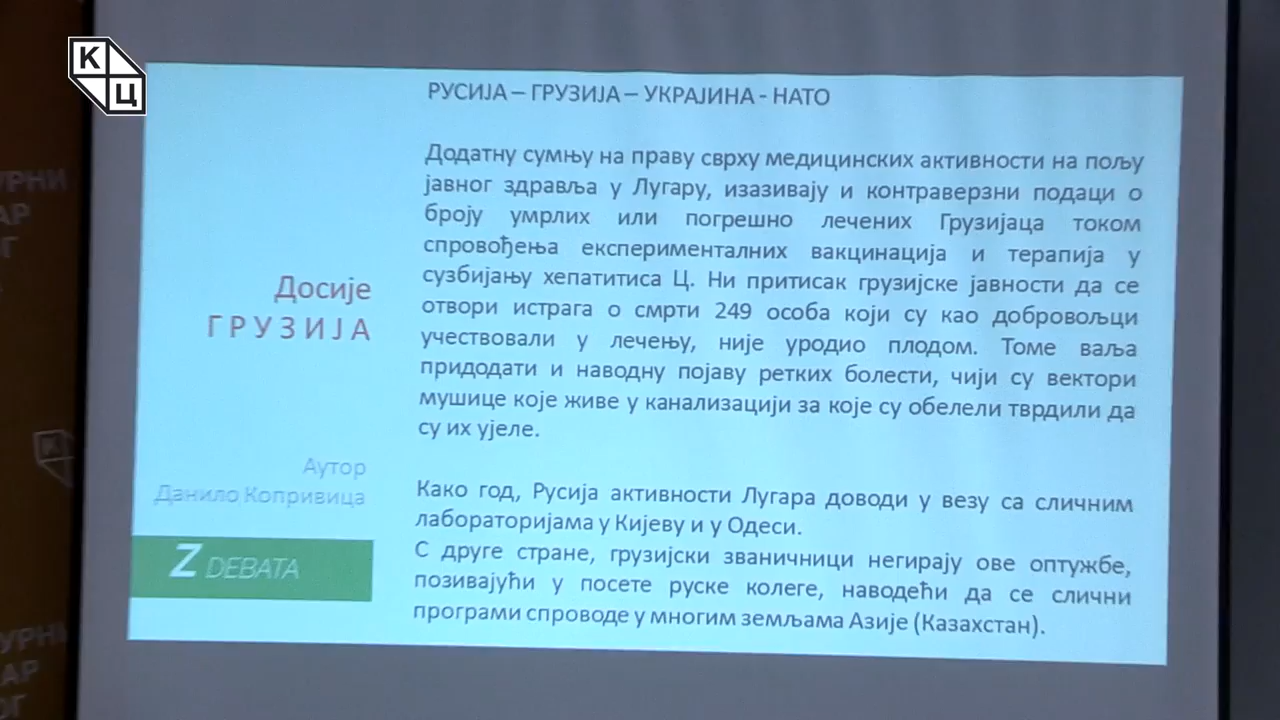 К
Ц
РУСИЈА – ГРУЗИЈА – УКРАЈИНА - НАТО
Додатну сумњу на праву сврху медицинских активности на пољу
јавног здравља у Лугару, изазивају и контраверзни подаци о
броју умрлих или погрешно лечених Грузијаца током
спровођења експерименталних вакцинација и терапија у
сузбијању хепатитиса Ц. Ни притисак грузијске јавности да се
отвори истрага о смрти 249 особа који су као добровољци
учествовали у лечењу, није уродио плодом. Томе ваља
придодати и наводну појаву ретких болести, чији су вектори
мушице које живе у канализацији за које су обелели тврдили да
су их ујеле.
Како год, Русија активности Лугара доводи у везу са сличним
лабораторијама у Кијеву и у Одеси.
С друге стране, грузијски званичници негирају ове оптужбе,
позивајући у посете руске колеге, наводећи да се слични
програми спроводе у многим земљама Азије (Казахстан).
Досије
ГРУЗИЈА
Аутор
Данило Копривица
Z DEBATA
УРНИ
АР
Г
УРНИ
АР
ОГ